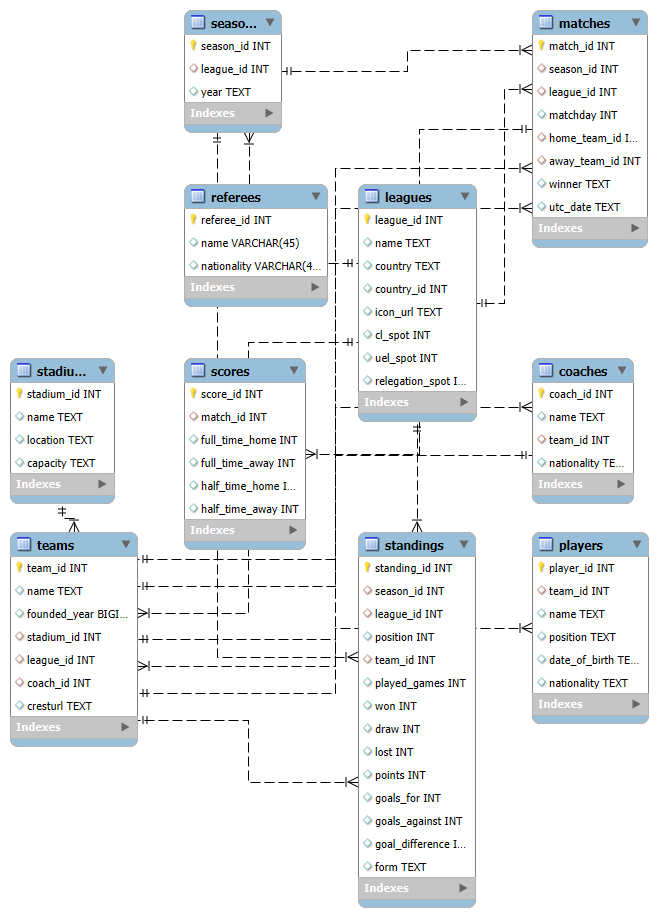 seaso...
season_id INT
league_id INT
year TEXT
Indexes
matches
match_id INT
season_id INT
league_id INT
matchday INT
home_team_id I...
away_team_id INT
winner TEXT
utc_date TEXT
Indexes
referees
referee_id INT
name VARCHAR(45)
nationality VARCHAR(4...
Indexes
leagues
league_id INT
name TEXT
country TEXT
country_id INT
icon_url TEXT
cl_spot INT
uel_spot INT
relegation_spot I...
Indexes
stadiu...
stadium_id INT
name TEXT
location TEXT
capacity TEXT
Indexes
scores
score_id INT
match_id INT
full_time_home INT
full_time_away INT
half_time_home I...
half_time_away INT
Indexes
coaches
coach_id INT
name TEXT
team_id INT
nationality TE...
Indexes
teams
team_id INT
name TEXT
founded_year BIGI...
stadium_id INT
league_id INT
coach_id INT
cresturl TEXT
Indexes
standings
standing_id INT
season_id INT
league_id INT
position INT
team_id INT
played_games INT
won INT
draw INT
lost INT
points INT
goals_for INT
goals_against INT
goal_difference I...
form TEXT
Indexes
players
player_id INT
team_id INT
name TEXT
position TEXT
date_of_birth TE...
nationality TEXT
Indexes